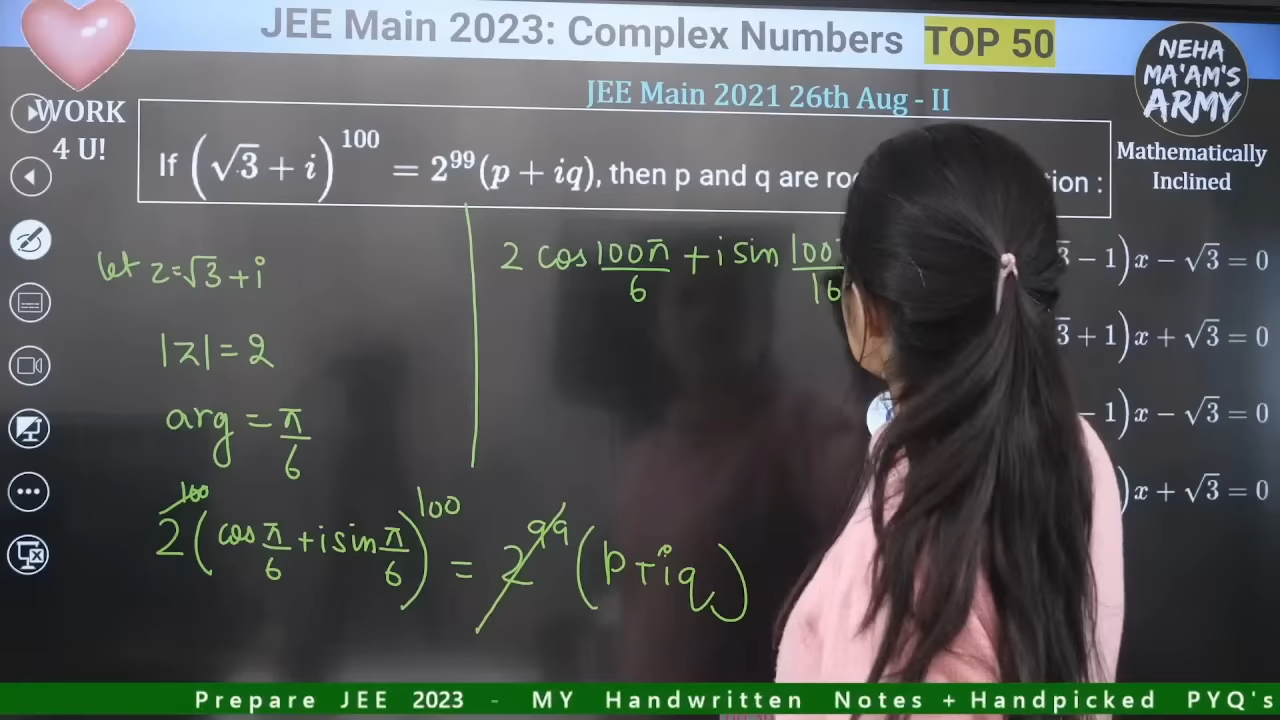 JEE Main 2023: Complex Numbers TOP 50
NEHA
MA'AM'S
ARMY
Mathematically
Inclined
WORK
4 U!
JEE Main 2021 26th Aug - II
If (√3 + i)^100 = 2^99 (p + iq), then p and q are
let z=√3+i
|z| = 2
arg = π/6
2^100 (cos π/6 + i sin π/6)^100 = 2^99 (p+iq)
2 cos 100π/6 + i sin 100π/16
- 1)x − √3 = 0
3 + 1)x + √3 = 0
− 1)x − √3 = 0
)x + √3 = 0
Prepare JEE 2023 - MY Handwritten Notes + Handpicked PYQ's